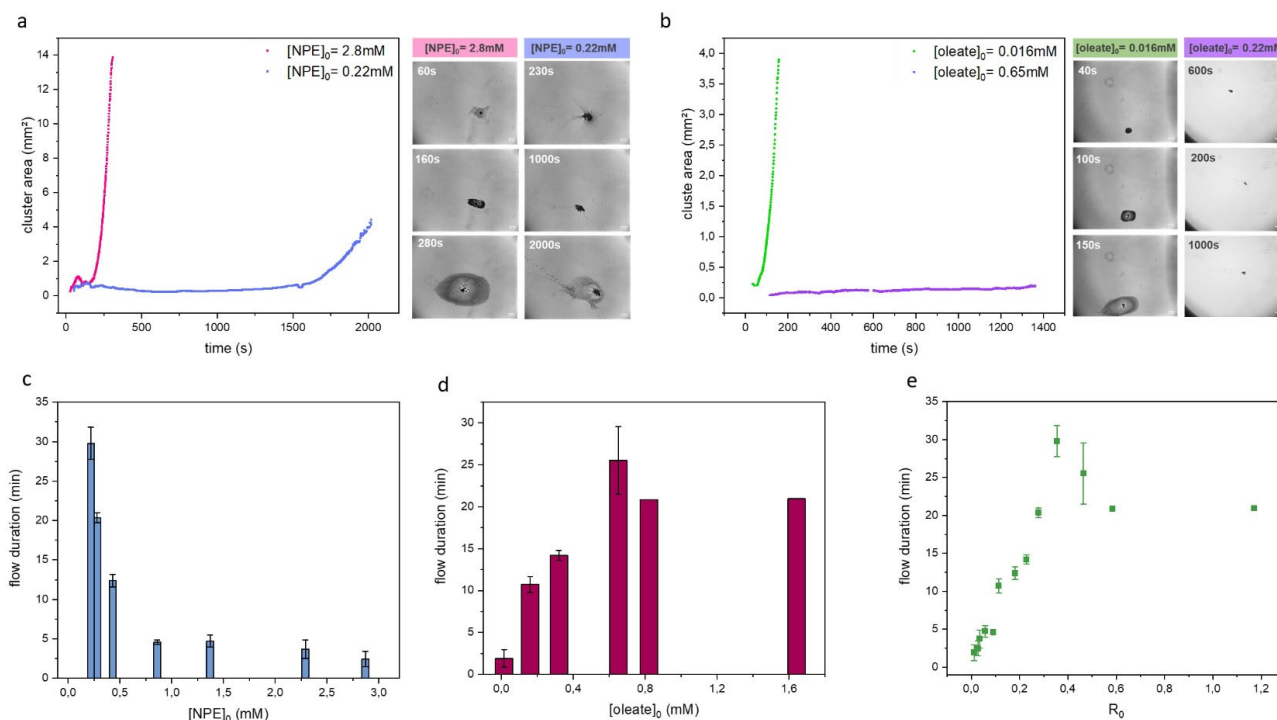 a
[NPE]₀= 2.8mM
[NPE]₀= 0.22mM
cluster area (mm²)
14
12
10
8
6
4
2
0
0
500
1000
1500
2000
time (s)
[NPE]₀= 2.8mM
[NPE]₀= 0.22mM
60s
230s
160s
1000s
280s
2000s
b
[oleate]₀= 0.016mM
[oleate]₀= 0.65mM
cluste area (mm²)
4,0
3,5
3,0
2,5
2,0
1,5
1,0
0,5
0,0
0
200
400
600
800
1000
1200
1400
time (s)
[oleate]₀= 0.016mM
[oleate]₀= 0.22mM
40s
600s
100s
200s
150s
1000s
c
flow duration (min)
35
30
25
20
15
10
5
0
0,0
0,5
1,0
1,5
2,0
2,5
3,0
[NPE]₀ (mM)
d
flow duration (min)
30
25
20
15
10
5
0
0,0
0,4
0,8
1,2
1,6
[oleate]₀ (mM)
e
flow duration (min)
35
30
25
20
15
10
5
0
0,0
0,2
0,4
0,6
0,8
1,0
1,2
R₀